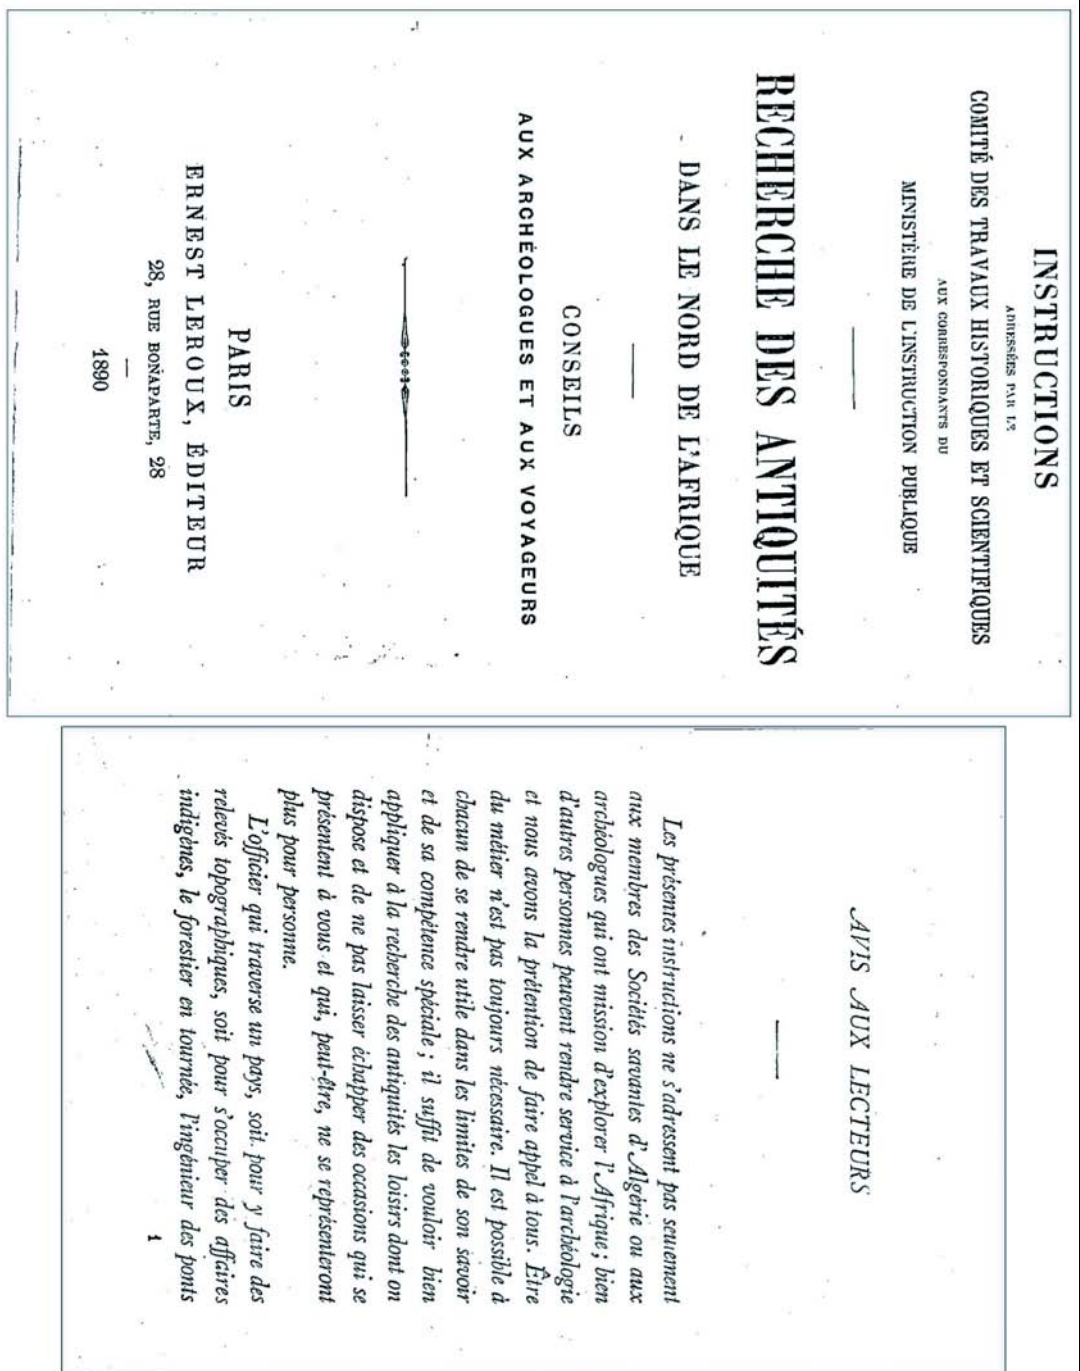 INSTRUCTIONS
ADRESSÉES PAR LE
COMITÉ DES TRAVAUX HISTORIQUES ET SCIENTIFIQUES
AUX CORRESPONDANTS DU
MINISTÈRE DE L'INSTRUCTION PUBLIQUE
RECHERCHE DES ANTIQUITÉS
DANS LE NORD DE L'AFRIQUE
CONSEILS
AUX ARCHÉOLOGUES ET AUX VOYAGEURS
PARIS
ERNEST LEROUX, ÉDITEUR
28, RUE BONAPARTE, 28
1890
AVIS AUX LECTEURS
Les présentes instructions ne s'adressent pas seulement
aux membres des Sociétés savantes d'Algérie ou aux
archéologues qui ont mission d'explorer l'Afrique; bien
d'autres personnes peuvent rendre service à l'archéologie
et nous avons la prétention de faire appel à tous. Être
du métier n'est pas toujours nécessaire. Il est possible à
chacun de se rendre utile dans les limites de son savoir
et de sa compétence spéciale; il suffit de vouloir bien
appliquer à la recherche des antiquités les loisirs dont on
dispose et de ne pas laisser échapper des occasions qui se
présentent à vous et qui, peut-être, ne se représenteront
plus pour personne.
L'officier qui traverse un pays, soit pour y faire des
relevés topographiques, soit pour s'occuper des affaires
indigènes, le forestier en tournée, l'ingénieur des ponts
1